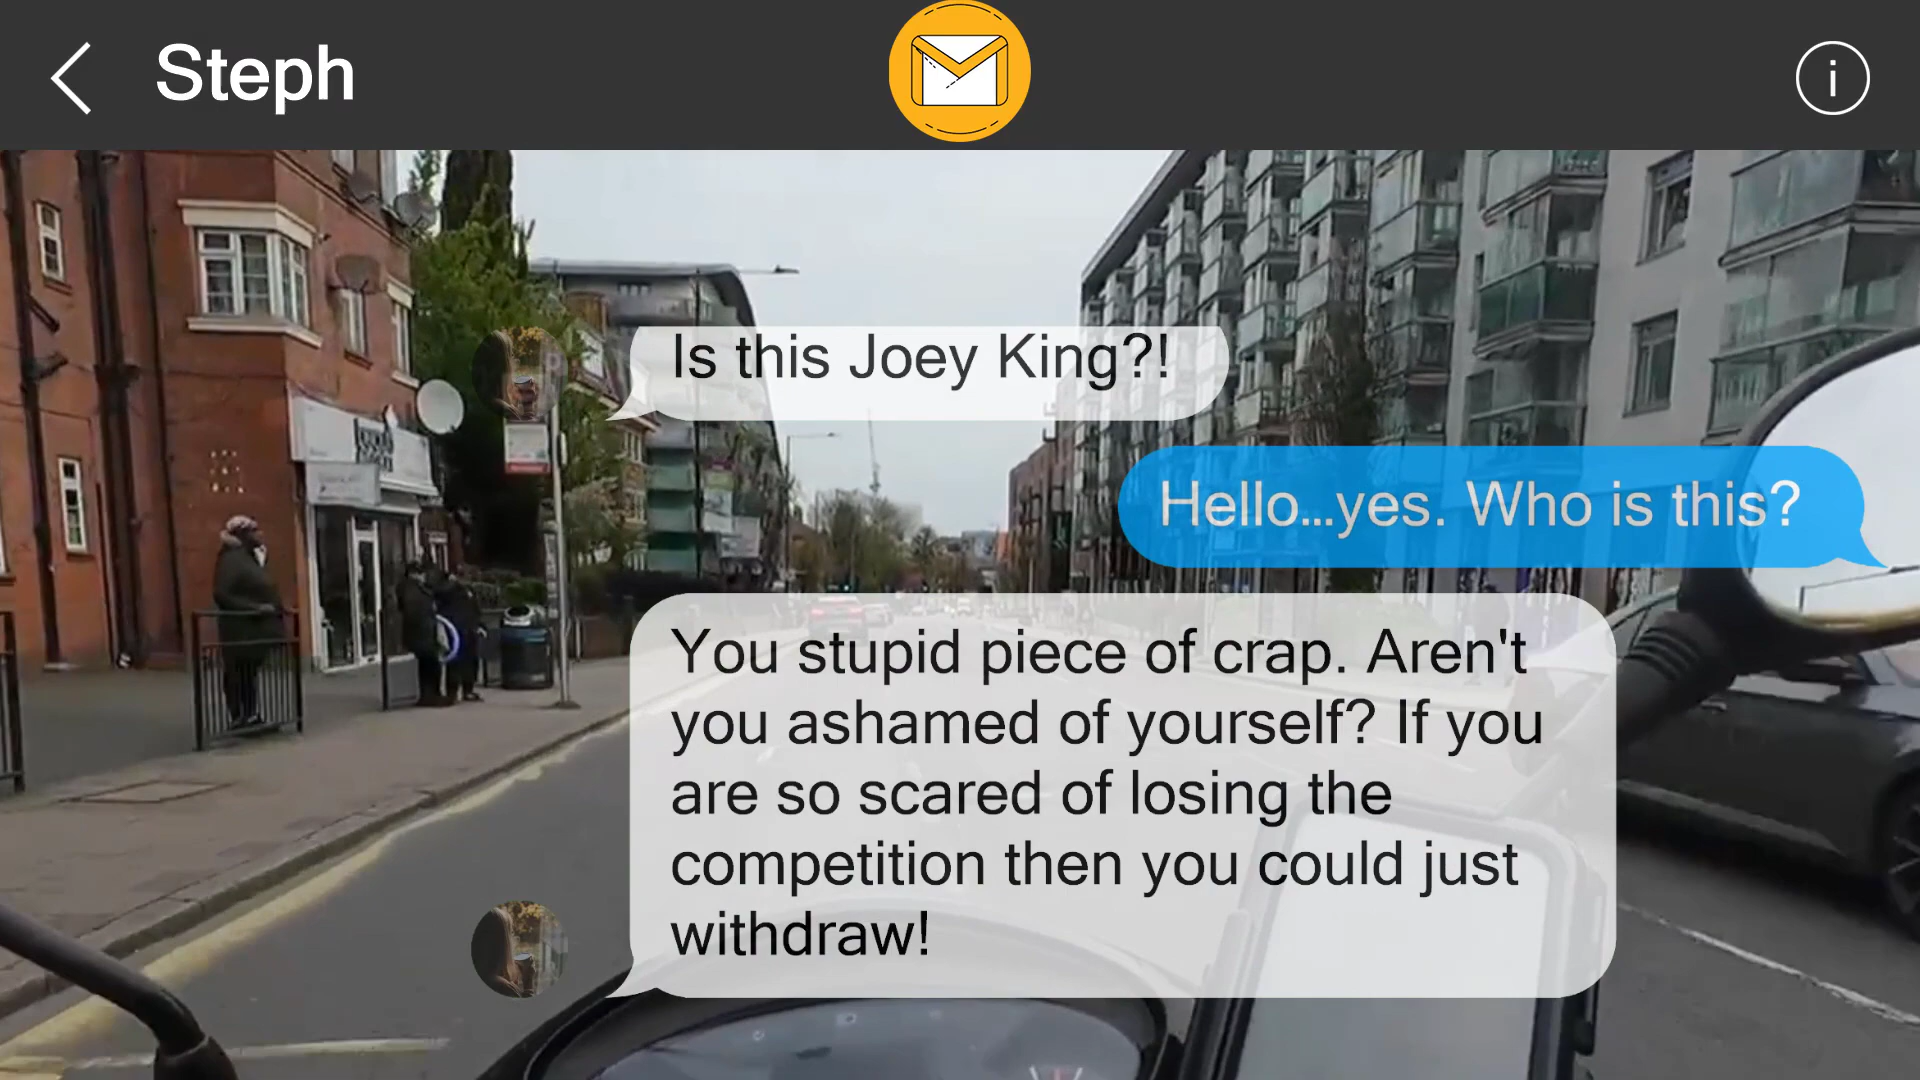 Steph
Is this Joey King?!
Hello...yes. Who is this?
You stupid piece of crap. Aren't
you ashamed of yourself? If you
are so scared of losing the
competition then you could just
withdraw!